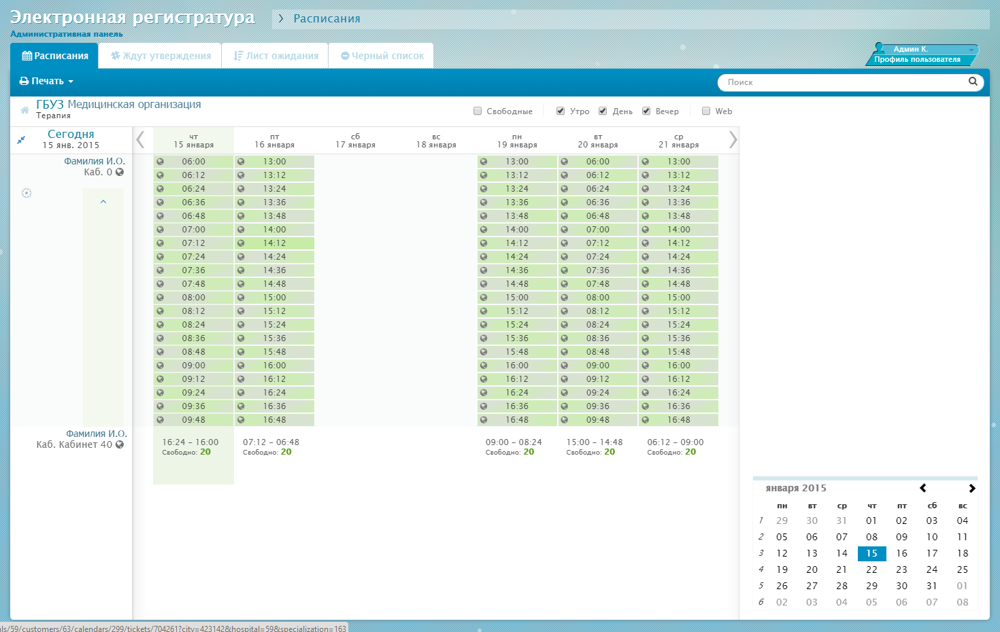 Электронная регистратура
Административная панель
Расписания
Расписания
Ждут утверждения
Лист ожидания
Черный список
Админ К.
Профиль пользователя
Печать
Поиск
ГБУЗ Медицинская организация
Терапия
Свободные Утро День Вечер Web
Сегодня
15 янв. 2015
чт пт сб вс пн вт ср
15 января 16 января 17 января 18 января 19 января 20 января 21 января
Фамилия И.О.
Каб. 0
06:00 13:00 13:00 06:00 13:00
06:12 13:12 13:12 06:12 13:12
06:24 13:24 13:24 06:24 13:24
06:36 13:36 13:36 06:36 13:36
06:48 13:48 13:48 06:48 13:48
07:00 14:00 14:00 07:00 14:00
07:12 14:12 14:12 07:12 14:12
07:24 14:24 14:24 07:24 14:24
07:36 14:36 14:36 07:36 14:36
07:48 14:48 14:48 07:48 14:48
08:00 15:00 15:00 08:00 15:00
08:12 15:12 15:12 08:12 15:12
08:24 15:24 15:24 08:24 15:24
08:36 15:36 15:36 08:36 15:36
08:48 15:48 15:48 08:48 15:48
09:00 16:00 16:00 09:00 16:00
09:12 16:12 16:12 09:12 16:12
09:24 16:24 16:24 09:24 16:24
09:36 16:36 16:36 09:36 16:36
09:48 16:48 16:48 09:48 16:48
Фамилия И.О.
Каб. Кабинет 40
16:24 – 16:00 07:12 – 06:48 09:00 – 08:24 15:00 – 14:48 06:12 – 09:00
Свободно: 20 Свободно: 20 Свободно: 20 Свободно: 20 Свободно: 20
января 2015
пн вт ср чт пт сб вс
1 29 30 31 01 02 03 04
2 05 06 07 08 09 10 11
3 12 13 14 15 16 17 18
4 19 20 21 22 23 24 25
5 26 27 28 29 30 31 01
6 02 03 04 05 06 07 08
als/59/customers/63/calendars/299/tickets/704261?city=423142&hospital=59&specialization=163